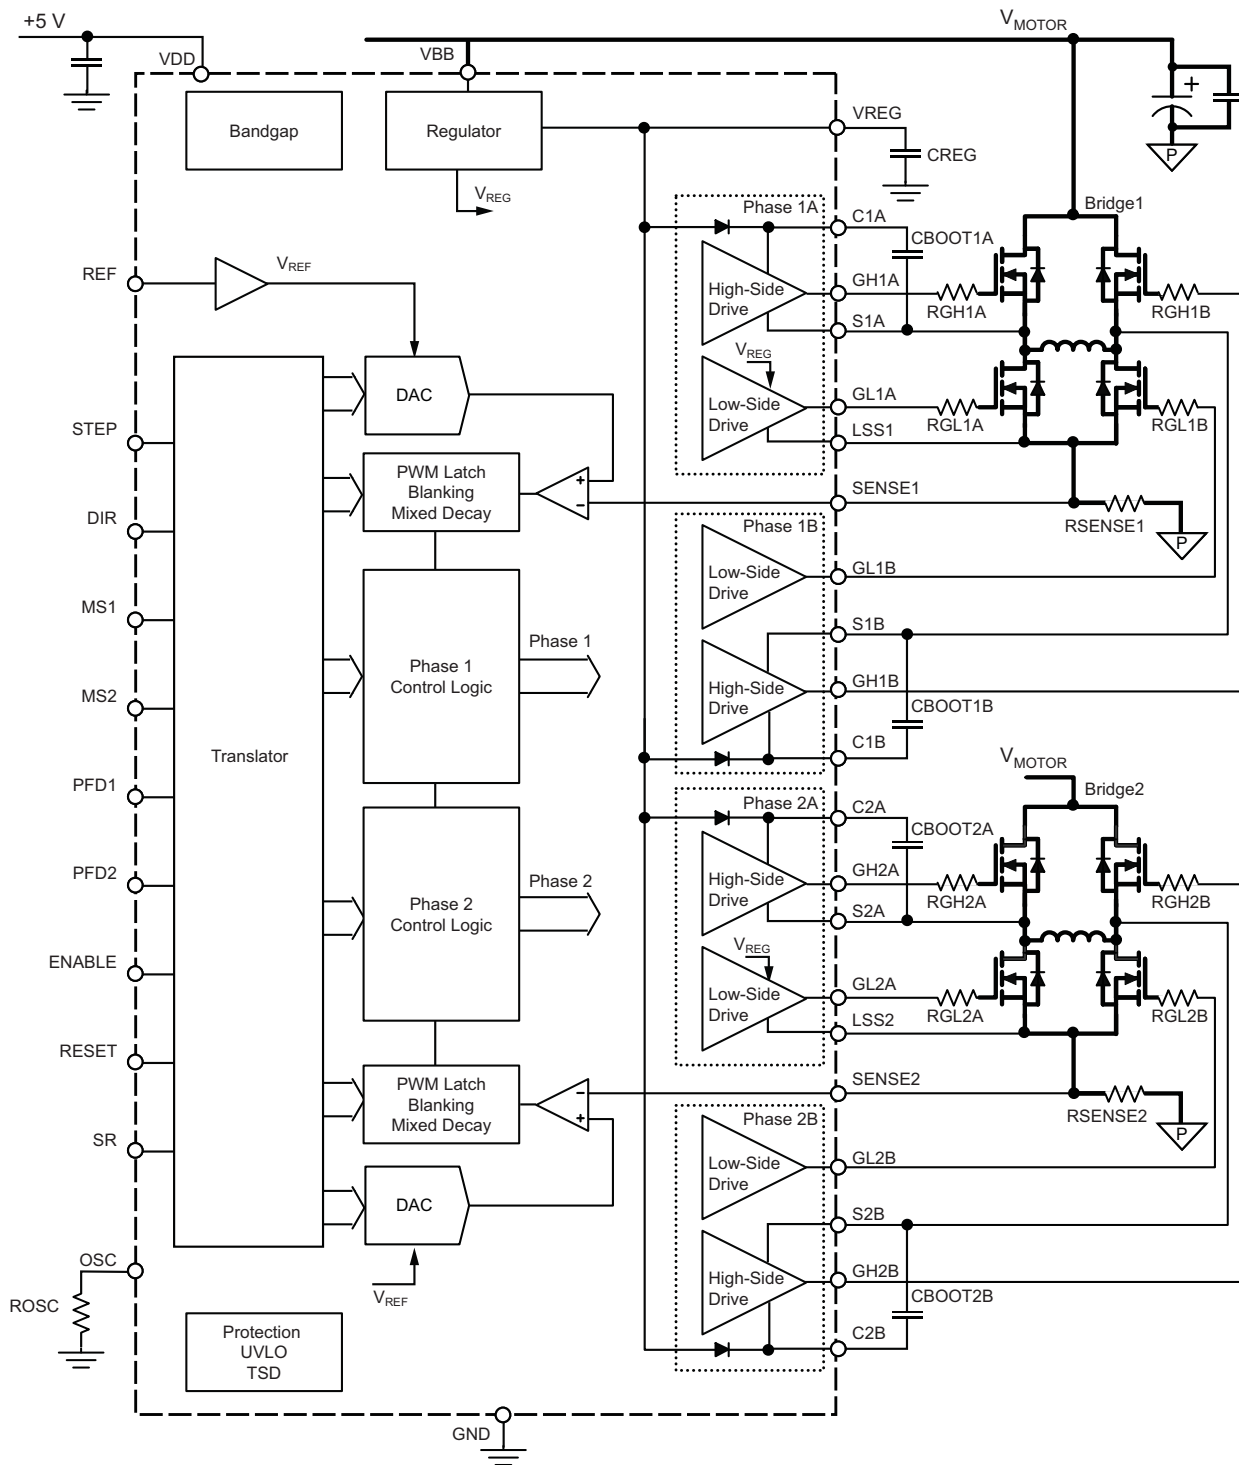 +5 V
VDD
VBB
VMOTOR
Bandgap
Regulator
VREG
CREG
+
P
VREG
Phase 1A
C1A
CBOOT1A
Bridge1
REF
VREF
High-Side
Drive
GH1A
RGH1A
RGH1B
S1A
VREG
DAC
Low-Side
Drive
GL1A
RGL1A
RGL1B
LSS1
STEP
PWM Latch
Blanking
Mixed Decay
+
–
SENSE1
RSENSE1
P
DIR
Phase 1B
Low-Side
Drive
GL1B
MS1
S1B
Phase 1
Control Logic
Phase 1
High-Side
Drive
GH1B
CBOOT1B
MS2
C1B
Translator
VMOTOR
PFD1
Phase 2A
C2A
CBOOT2A
Bridge2
PFD2
High-Side
Drive
GH2A
RGH2A
RGH2B
Phase 2
Control Logic
Phase 2
S2A
VREG
ENABLE
Low-Side
Drive
GL2A
RGL2A
RGL2B
LSS2
RESET
PWM Latch
Blanking
Mixed Decay
–
+
SENSE2
RSENSE2
P
Phase 2B
SR
Low-Side
Drive
GL2B
DAC
S2B
OSC
High-Side
Drive
GH2B
CBOOT2B
VREF
ROSC
C2B
Protection
UVLO
TSD
GND